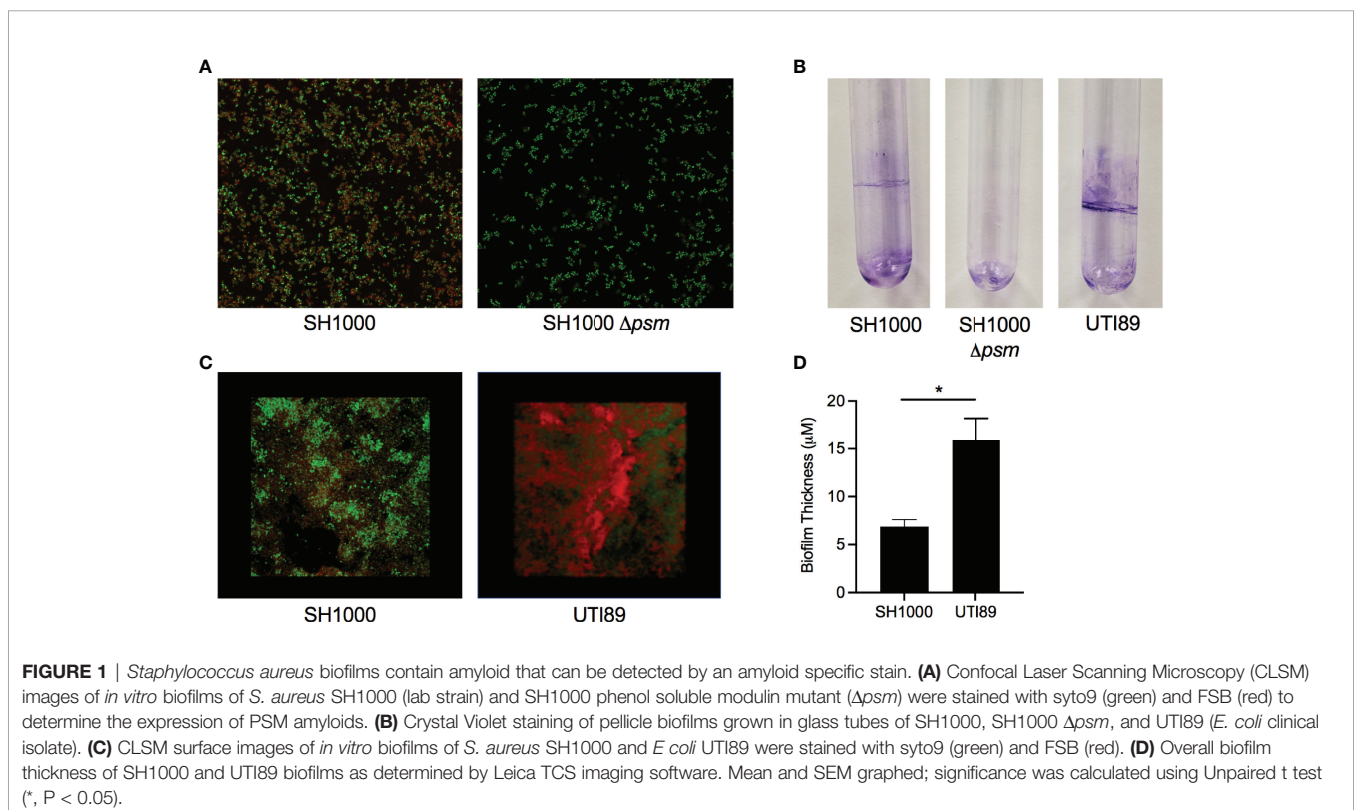 A
SH1000
SH1000 Δpsm
B
SH1000
SH1000
Δpsm
UTI89
C
SH1000
UTI89
D
*
20
15
10
5
0
Biofilm Thickness (μM)
SH1000
UTI89
FIGURE 1 | Staphylococcus aureus biofilms contain amyloid that can be detected by an amyloid specific stain. (A) Confocal Laser Scanning Microscopy (CLSM)
images of in vitro biofilms of S. aureus SH1000 (lab strain) and SH1000 phenol soluble modulin mutant (Δpsm) were stained with syto9 (green) and FSB (red) to
determine the expression of PSM amyloids. (B) Crystal Violet staining of pellicle biofilms grown in glass tubes of SH1000, SH1000 Δpsm, and UTI89 (E. coli clinical
isolate). (C) CLSM surface images of in vitro biofilms of S. aureus SH1000 and E coli UTI89 were stained with syto9 (green) and FSB (red). (D) Overall biofilm
thickness of SH1000 and UTI89 biofilms as determined by Leica TCS imaging software. Mean and SEM graphed; significance was calculated using Unpaired t test
(*, P < 0.05).